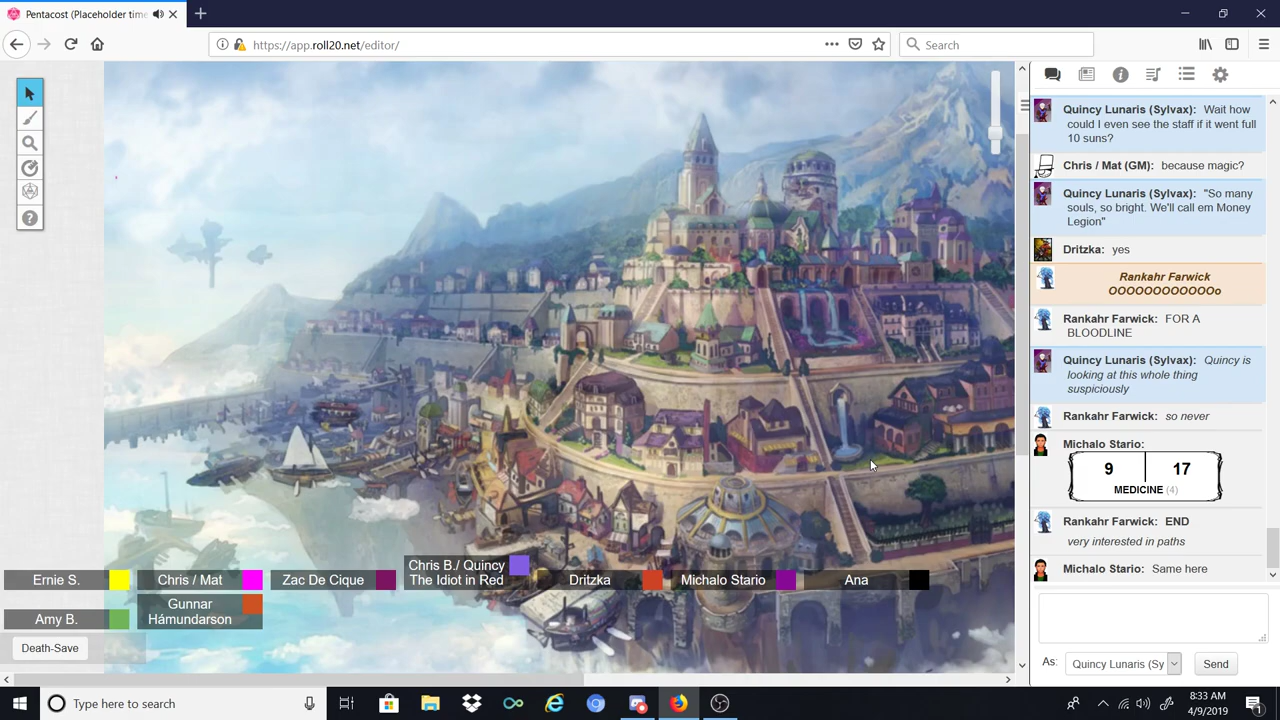 Pentacost (Placeholder time
https://app.roll20.net/editor/
Search
Quincy Lunaris (Sylvax): Wait how
could I even see the staff if it went full
10 suns?
Chris / Mat (GM): because magic?
Quincy Lunaris (Sylvax): "So many
souls, so bright. We'll call em Money
Legion"
Dritzka: yes
Rankahr Farwick
OOOOOOOOOOOOo
Rankahr Farwick: FOR A
BLOODLINE
Quincy Lunaris (Sylvax): Quincy is
looking at this whole thing
suspiciously
Rankahr Farwick: so never
Michalo Stario:
9 17
MEDICINE (4)
Rankahr Farwick: END
very interested in paths
Michalo Stario: Same here
Ernie S.
Chris / Mat
Zac De Cique
Chris B./ Quincy
The Idiot in Red
Dritzka
Michalo Stario
Ana
Amy B.
Gunnar
Hámundarson
Death-Save
As:
Quincy Lunaris (Sy
Send
Type here to search
8:33 AM
4/9/2019
1